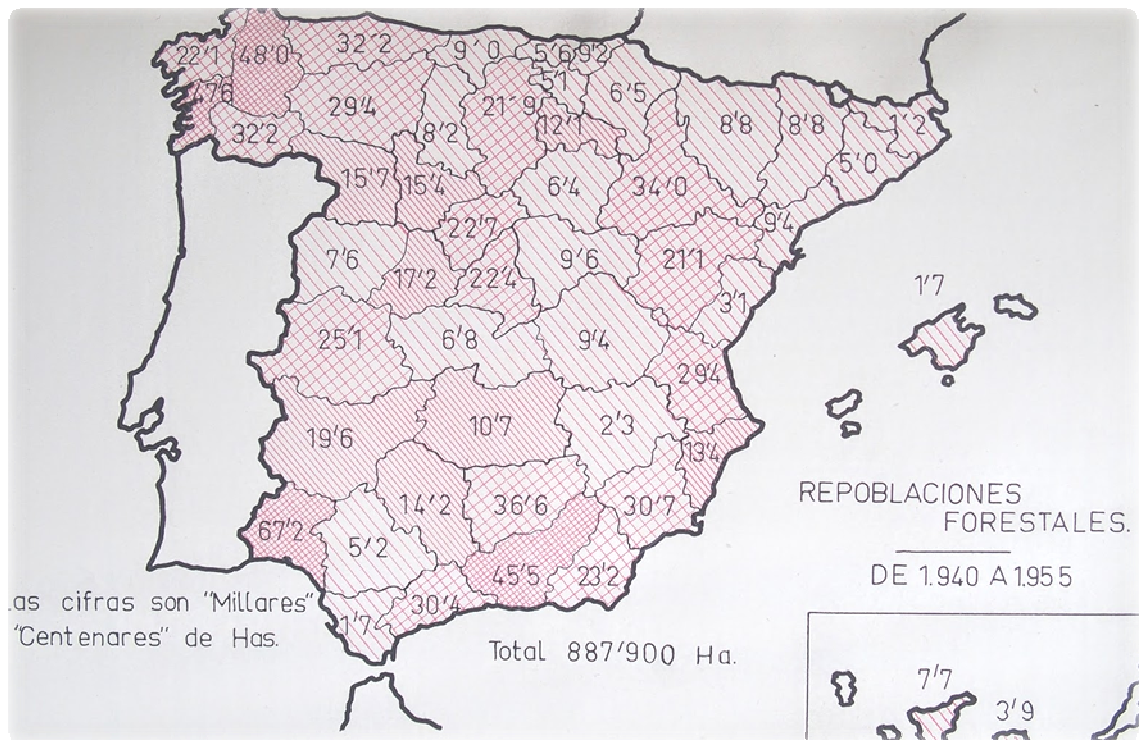 22'1 48'0 32'2 9'0 5'6 9'2
47'6 29'4 21'9 5'1 6'5
32'2 8'2 12'1 8'8 8'8 1'2
15'7 15'4 6'4 34'0 5'0
22'7 9'4
7'6 17'2 22'4 9'6 21'1
3'1 1'7
25'1 6'8 9'4
29'4
19'6 10'7 2'3
13'4
14'2 36'6 30'7
67'2 5'2
45'5 23'2
30'4
1'7
REPOBLACIONES
FORESTALES.
DE 1.940 A 1.955
as cifras son "Millares"
"Centenares" de Has.
Total 887'900 Ha.
7'7
3'9